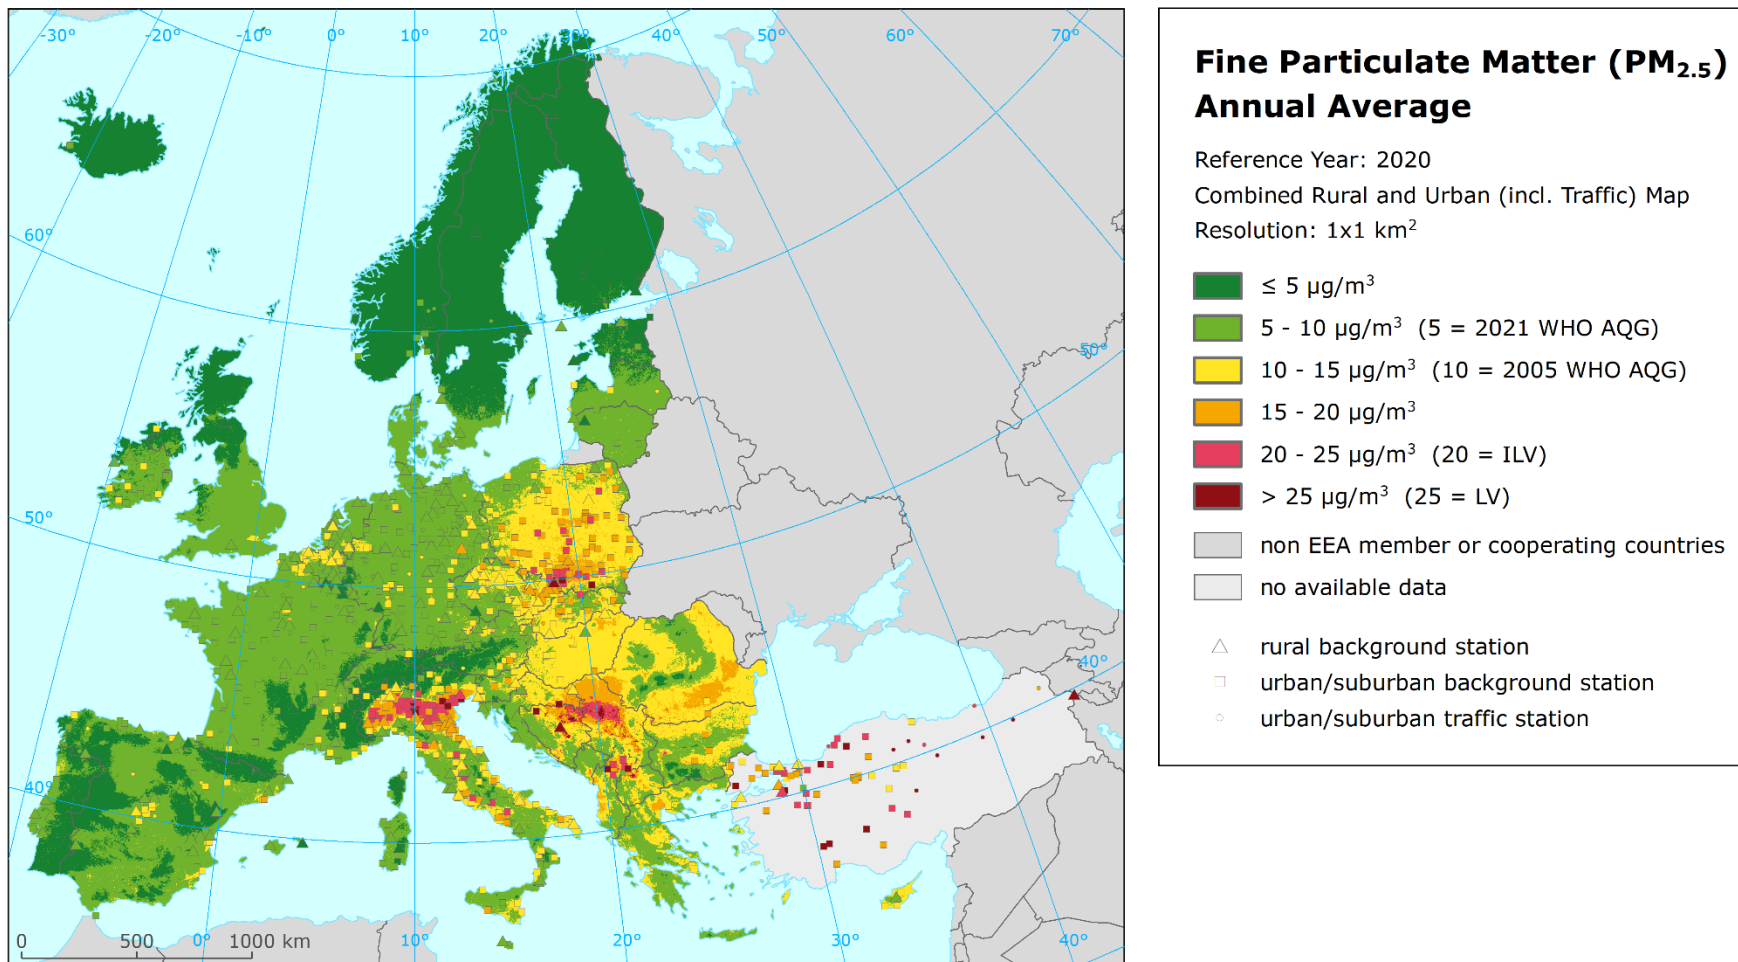 -30°
-20°
-10°
0°
10°
20°
30°
40°
50°
60°
70°
60°
50°
50°
40°
40°
0
500
1000 km
0°
10°
20°
30°
40°
Fine Particulate Matter (PM2.5)
Annual Average
Reference Year: 2020
Combined Rural and Urban (incl. Traffic) Map
Resolution: 1x1 km²
≤ 5 µg/m³
5 - 10 µg/m³ (5 = 2021 WHO AQG)
10 - 15 µg/m³ (10 = 2005 WHO AQG)
15 - 20 µg/m³
20 - 25 µg/m³ (20 = ILV)
> 25 µg/m³ (25 = LV)
non EEA member or cooperating countries
no available data
rural background station
urban/suburban background station
urban/suburban traffic station